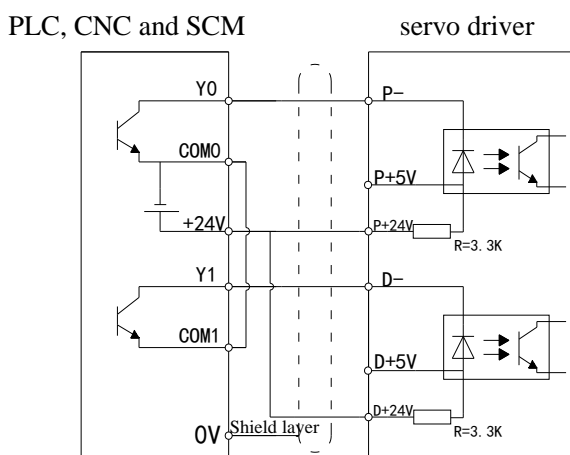 PLC, CNC and SCM servo driver
Y0 P-
COM0
P+5V
+24V P+24V
R=3.3K
Y1 D-
COM1
D+5V
D+24V
0V Shield layer
R=3.3K